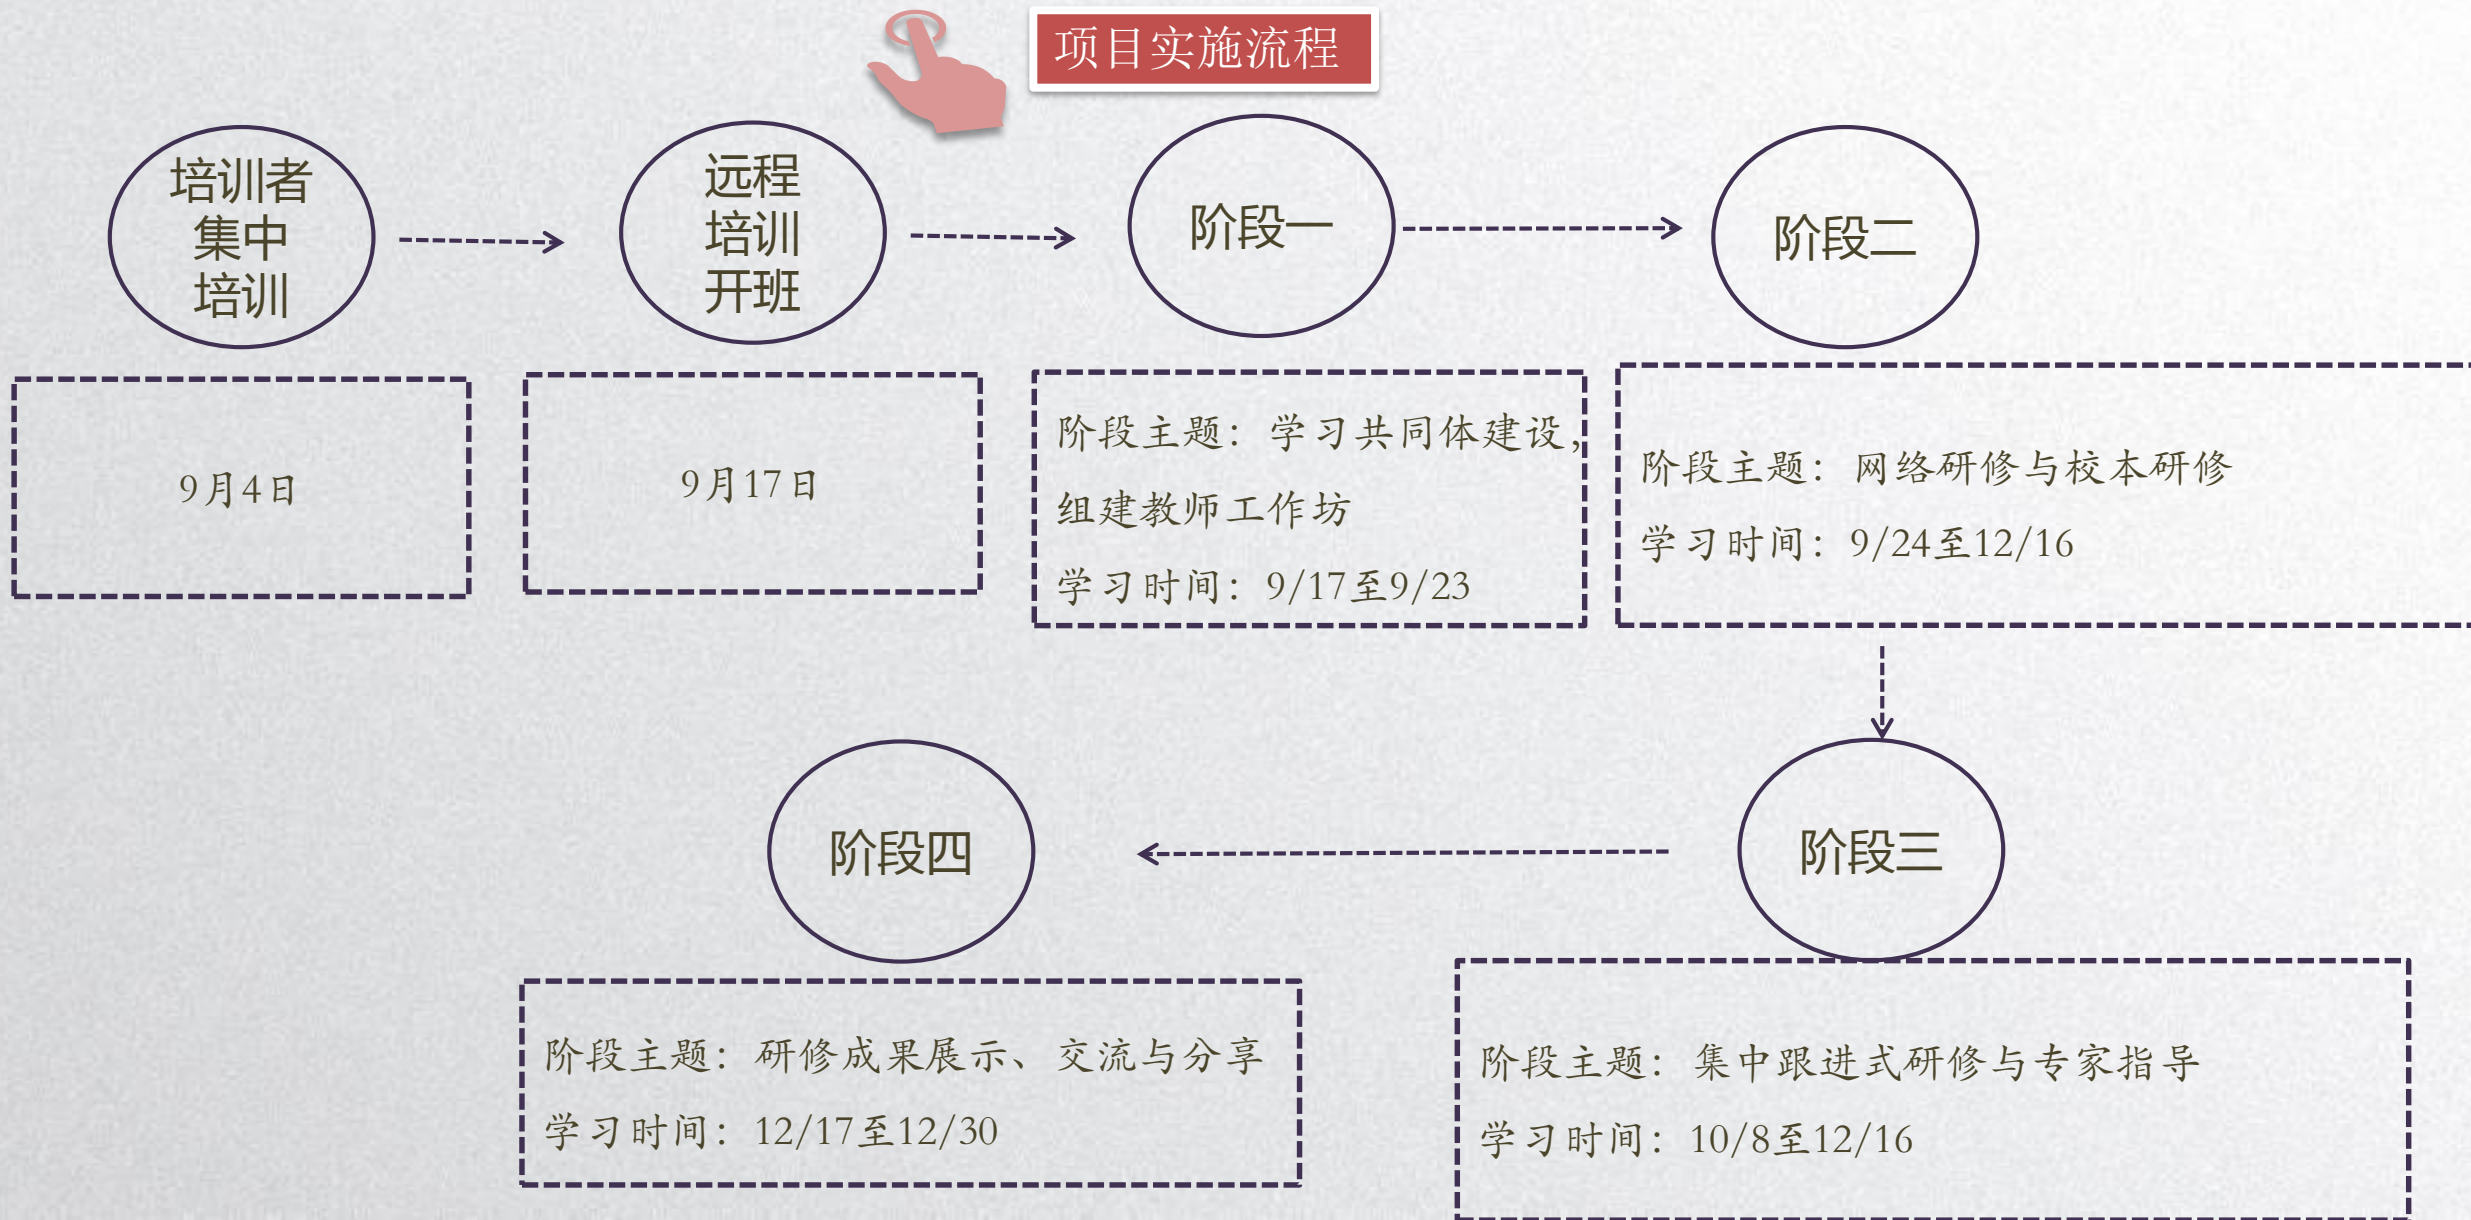 项目实施流程
培训者
集中
培训
远程
培训
开班
阶段一
阶段二
9月4日
9月17日
阶段主题：学习共同体建设，
组建教师工作坊
学习时间：9/17至9/23
阶段主题：网络研修与校本研修
学习时间：9/24至12/16
阶段四
阶段三
阶段主题：研修成果展示、交流与分享
学习时间：12/17至12/30
阶段主题：集中跟进式研修与专家指导
学习时间：10/8至12/16